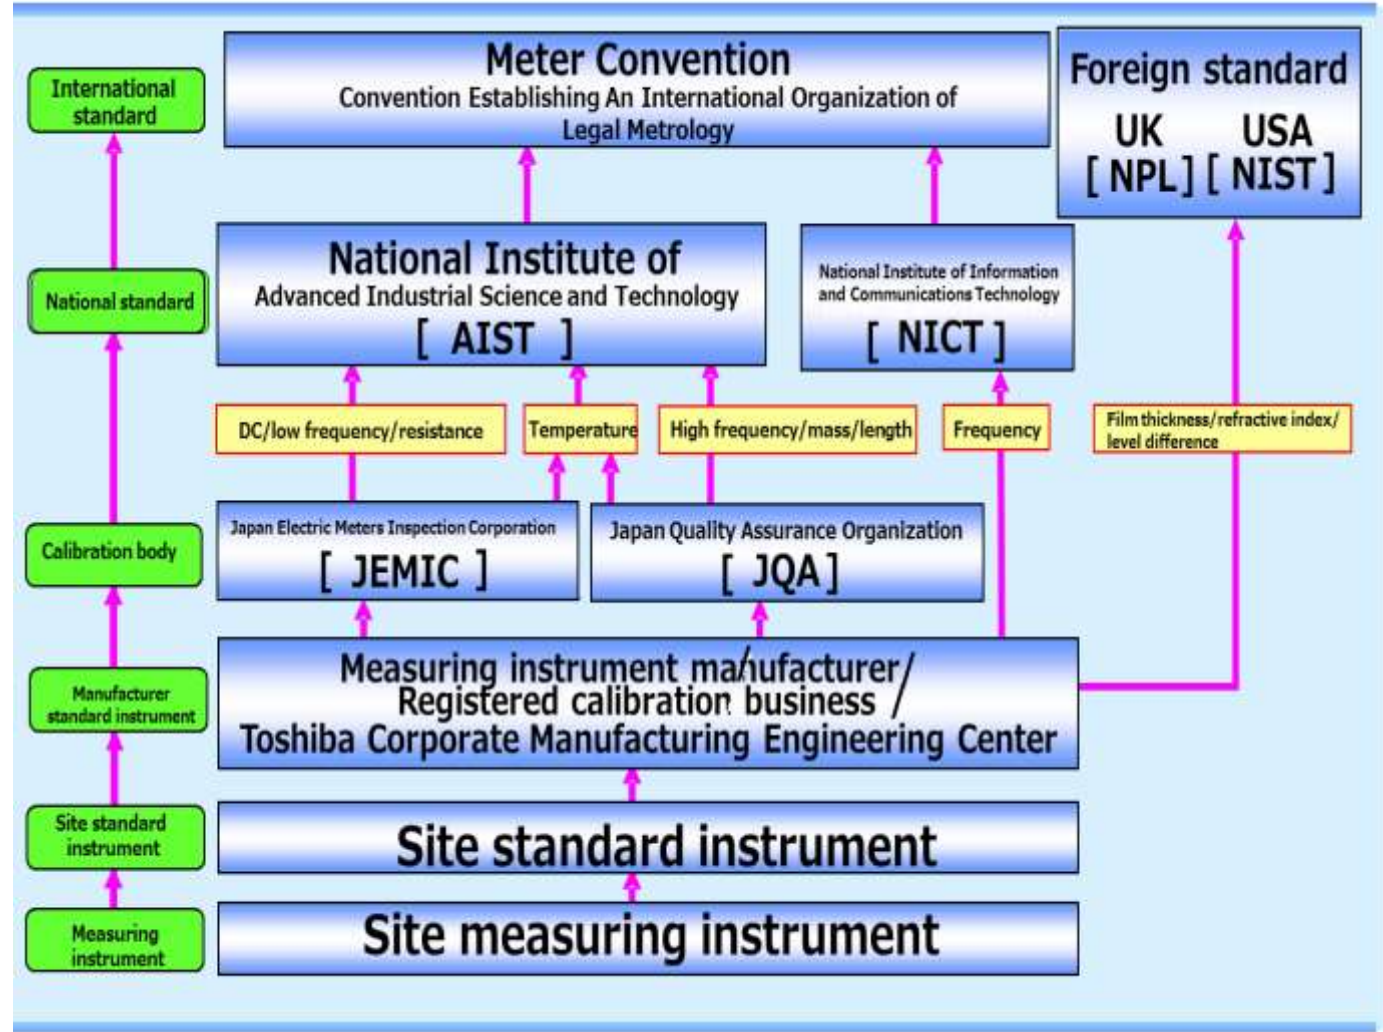 International
standard
Meter Convention
Convention Establishing An International Organization of
Legal Metrology
Foreign standard
UK USA
[ NPL ] [ NIST ]
National standard
National Institute of
Advanced Industrial Science and Technology
[ AIST ]
National Institute of Information
and Communications Technology
[ NICT ]
DC/low frequency/resistance
Temperature
High frequency/mass/length
Frequency
Film thickness/refractive index/
level difference
Calibration body
Japan Electric Meters Inspection Corporation
[ JEMIC ]
Japan Quality Assurance Organization
[ JQA ]
Manufacturer
standard instrument
Measuring instrument manufacturer/
Registered calibration business /
Toshiba Corporate Manufacturing Engineering Center
Site standard
instrument
Site standard instrument
Measuring
instrument
Site measuring instrument